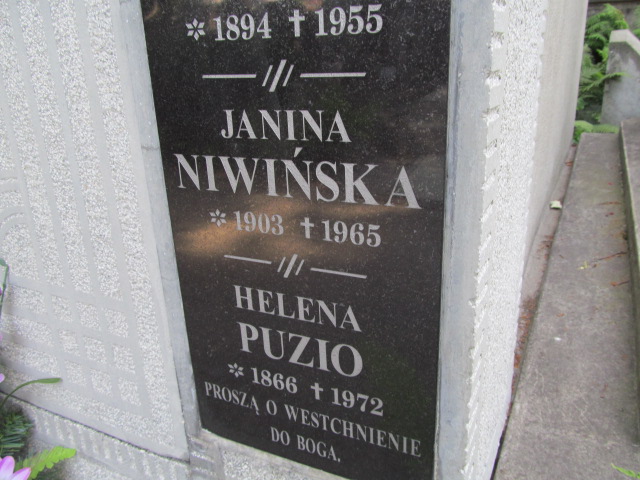 * 1894 † 1955
JANINA
NIWIŃSKA
* 1903 † 1965
HELENA
PUZIO
* 1866 † 1972
PROSZĄ O WESTCHNIENIE
DO BOGA.